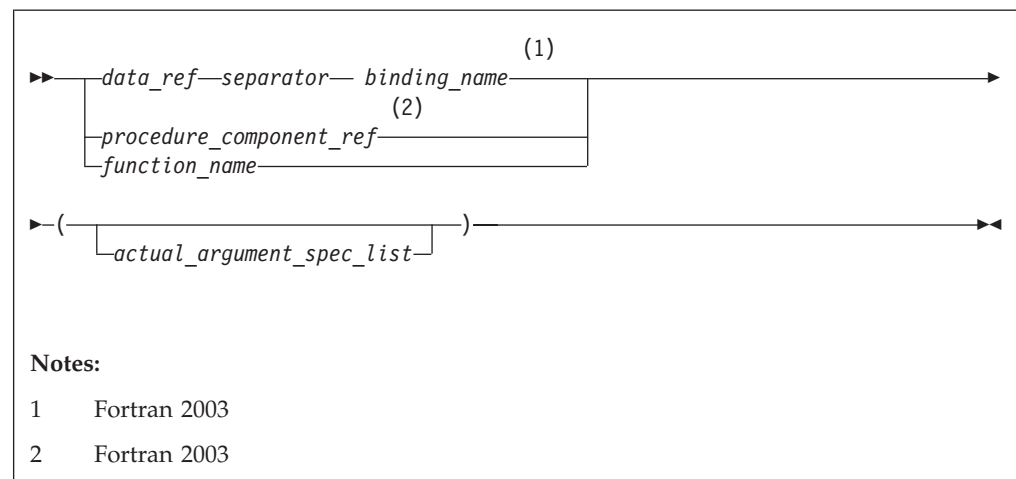 (1)
data_ref separator binding_name
(2)
procedure_component_ref
function_name
( )
actual_argument_spec_list
Notes:
1 Fortran 2003
2 Fortran 2003